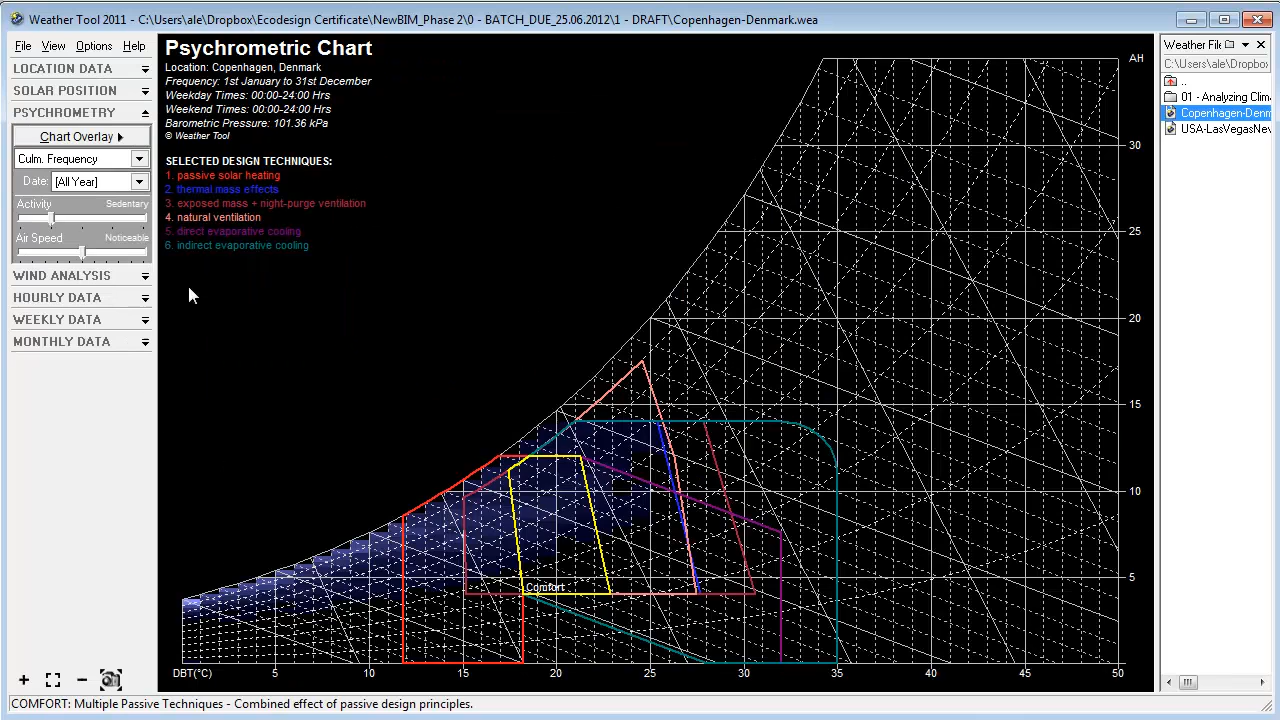 Weather Tool 2011 - C:\Users\ale\Dropbox\Ecodesign Certificate\NewBIM_Phase 2\0 - BATCH_DUE_25.06.2012\1 - DRAFT\Copenhagen-Denmark.wea
File View Options Help
LOCATION DATA
SOLAR POSITION
PSYCHROMETRY
Chart Overlay
Culm. Frequency
Date: [All Year]
Activity Sedentary
Air Speed Noticeable
WIND ANALYSIS
HOURLY DATA
WEEKLY DATA
MONTHLY DATA
Psychrometric Chart
Location: Copenhagen, Denmark
Frequency: 1st January to 31st December
Weekday Times: 00:00-24:00 Hrs
Weekend Times: 00:00-24:00 Hrs
Barometric Pressure: 101.36 kPa
© Weather Tool
SELECTED DESIGN TECHNIQUES:
1. passive solar heating
2. thermal mass effects
3. exposed mass + night-purge ventilation
4. natural ventilation
5. direct evaporative cooling
6. indirect evaporative cooling
AH
30
25
20
15
10
5
Comfort
DBT(°C) 5 10 15 20 25 30 35 40 45 50
Weather File
C:\Users\ale\Dropbox
..
01 - Analyzing Clim
Copenhagen-Denm
USA-LasVegasNev
COMFORT: Multiple Passive Techniques - Combined effect of passive design principles.